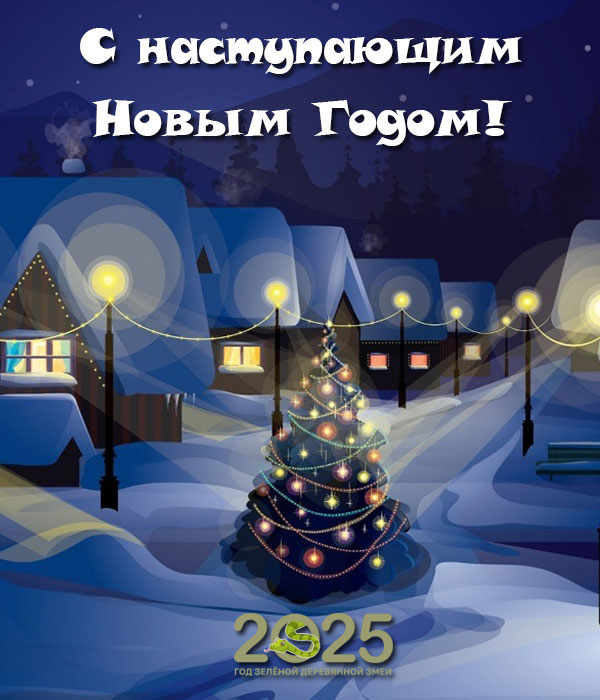 С наступающим
Новым Годом!
2025
ГОД ЗЕЛЁНОЙ ДЕРЕВЯННОЙ ЗМЕИ